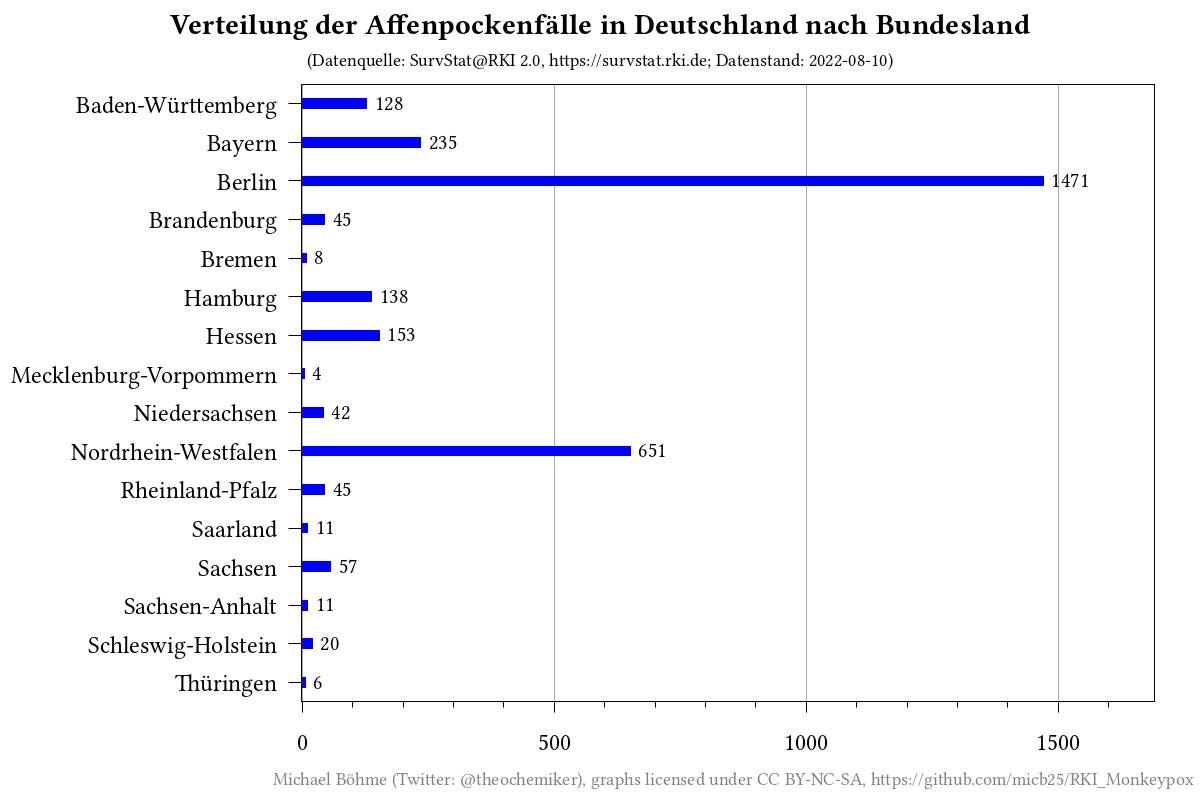 Verteilung der Affenpockenfälle in Deutschland nach Bundesland
(Datenquelle: SurvStat@RKI 2.0, https://survstat.rki.de; Datenstand: 2022-08-10)
Baden-Württemberg 128
Bayern 235
Berlin 1471
Brandenburg 45
Bremen 8
Hamburg 138
Hessen 153
Mecklenburg-Vorpommern 4
Niedersachsen 42
Nordrhein-Westfalen 651
Rheinland-Pfalz 45
Saarland 11
Sachsen 57
Sachsen-Anhalt 11
Schleswig-Holstein 20
Thüringen 6
0 500 1000 1500
Michael Böhme (Twitter: @theochemiker), graphs licensed under CC BY-NC-SA, https://github.com/micb25/RKI_Monkeypox